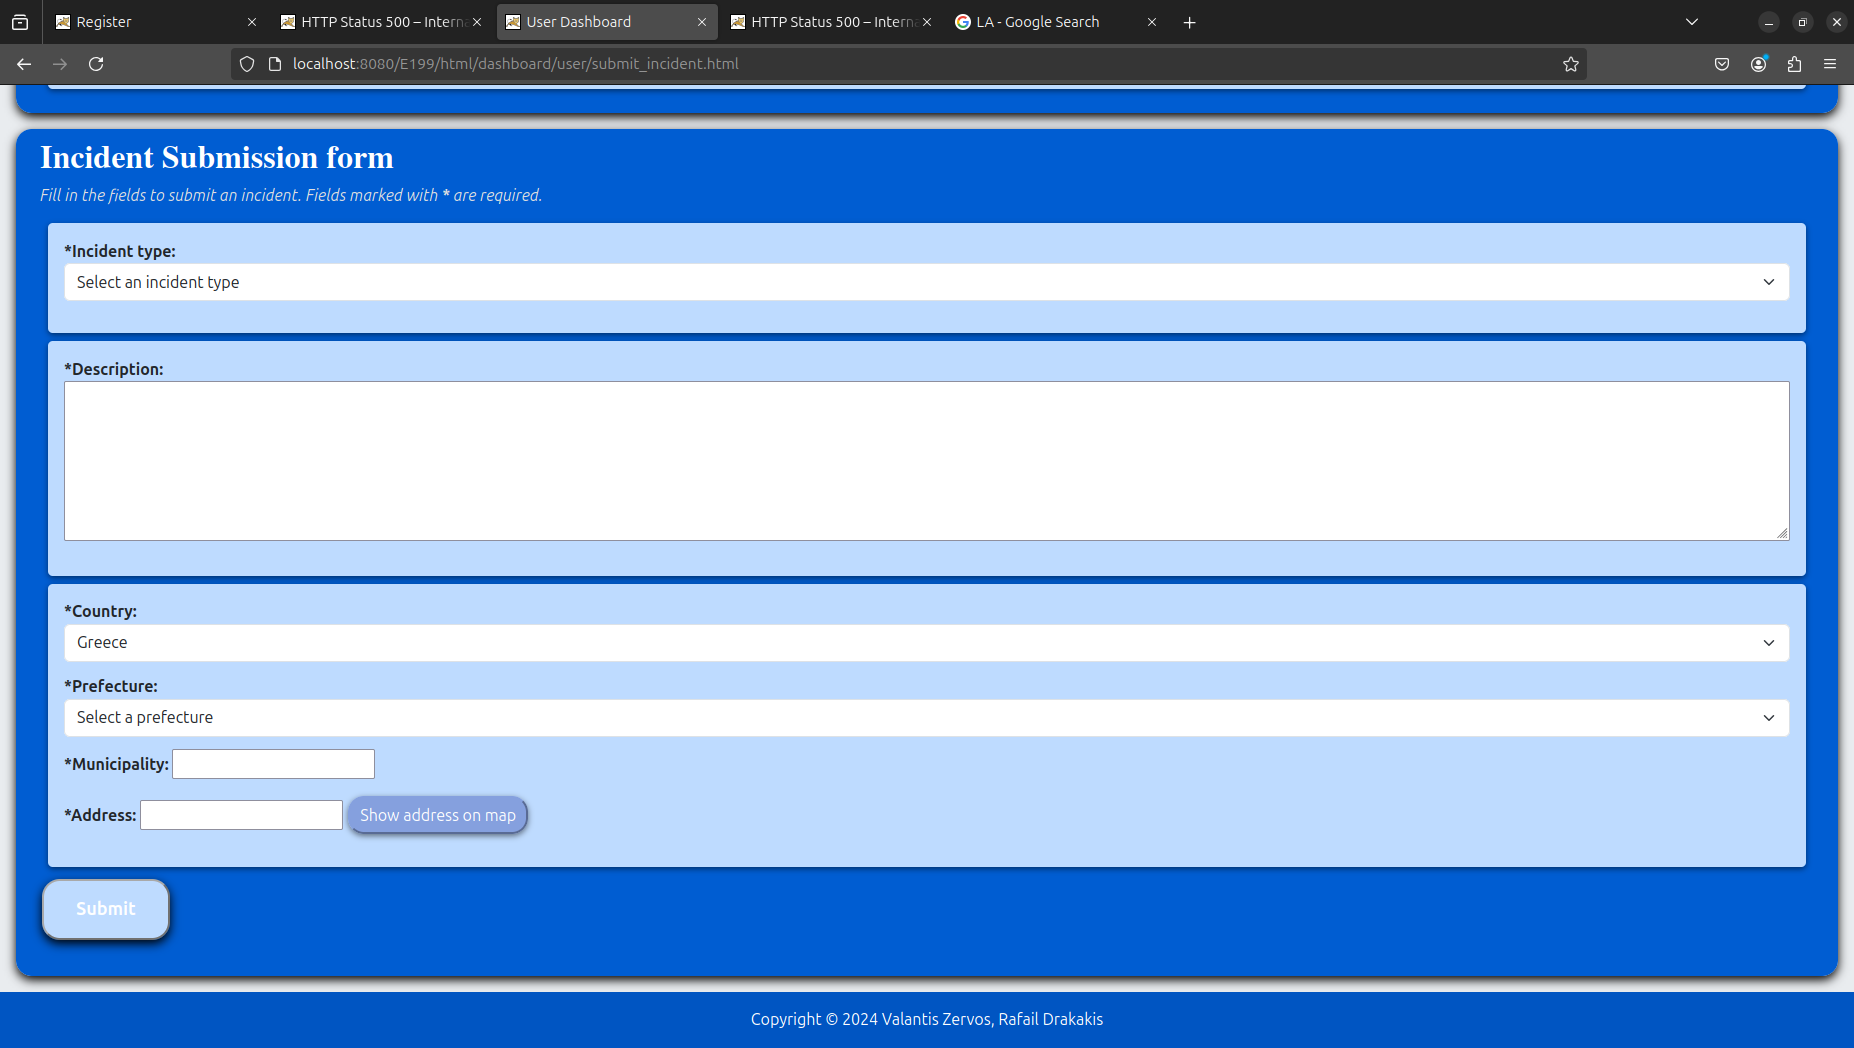 Register
HTTP Status 500 – Intern
User Dashboard
HTTP Status 500 – Interna
LA - Google Search
localhost:8080/E199/html/dashboard/user/submit_incident.html
Incident Submission form
Fill in the fields to submit an incident. Fields marked with * are required.
*Incident type:
Select an incident type
*Description:
*Country:
Greece
*Prefecture:
Select a prefecture
*Municipality:
*Address:
Show address on map
Submit
Copyright © 2024 Valantis Zervos, Rafail Drakakis